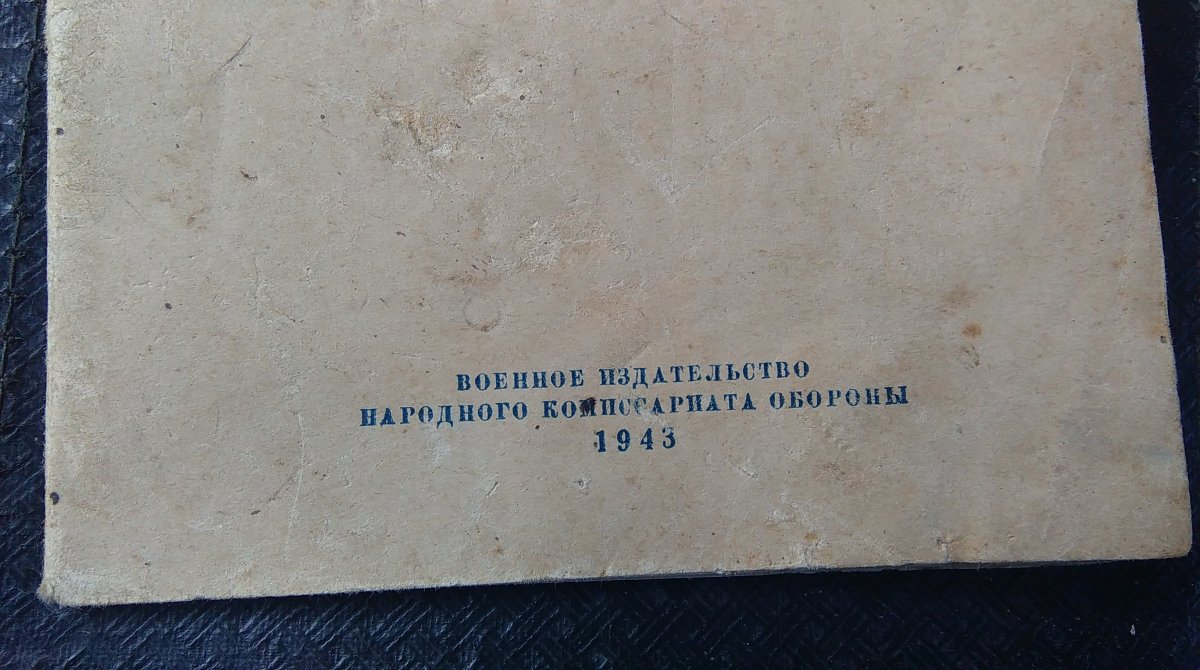 ВОЕННОЕ ИЗДАТЕЛЬСТВО
НАРОДНОГО КОМИССАРИАТА ОБОРОНЫ
1943